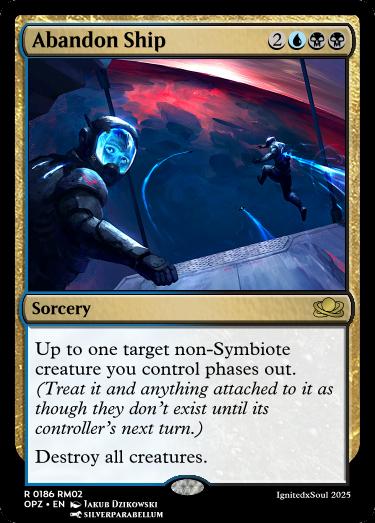 Abandon Ship 2
Sorcery
Up to one target non-Symbiote
creature you control phases out.
(Treat it and anything attached to it as
though they don't exist until its
controller's next turn.)
Destroy all creatures.
R 0186 RM02
OPZ • EN Jakub Dzikowski
SILVERPARABELLUM
IgnitedxSoul 2025